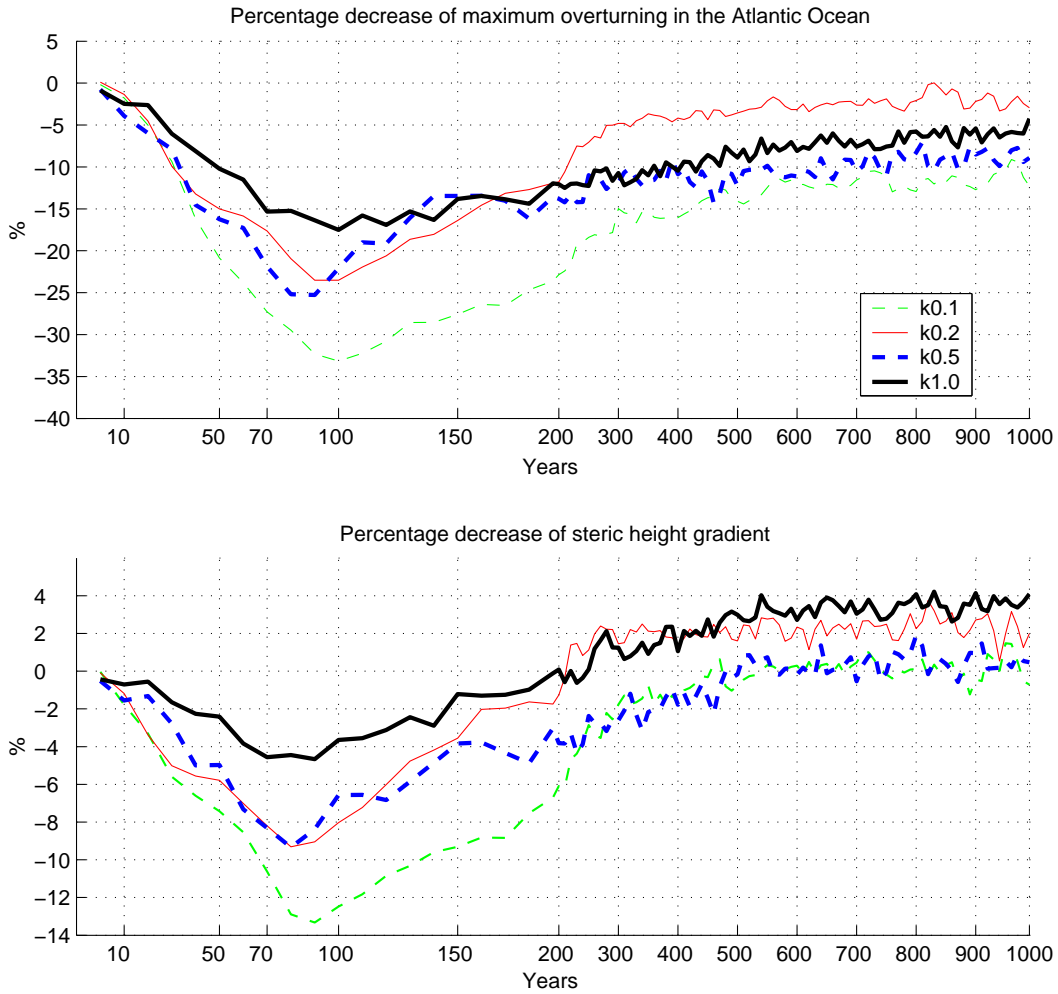 Percentage decrease of maximum overturning in the Atlantic Ocean
5
0
−5
−10
−15
−20
−25
−30
−35
−40
%
k0.1
k0.2
k0.5
k1.0
10 50 70 100 150 200 300 400 500 600 700 800 900 1000
Years
Percentage decrease of steric height gradient
4
2
0
−2
−4
−6
−8
−10
−12
−14
%
10 50 70 100 150 200 300 400 500 600 700 800 900 1000
Years